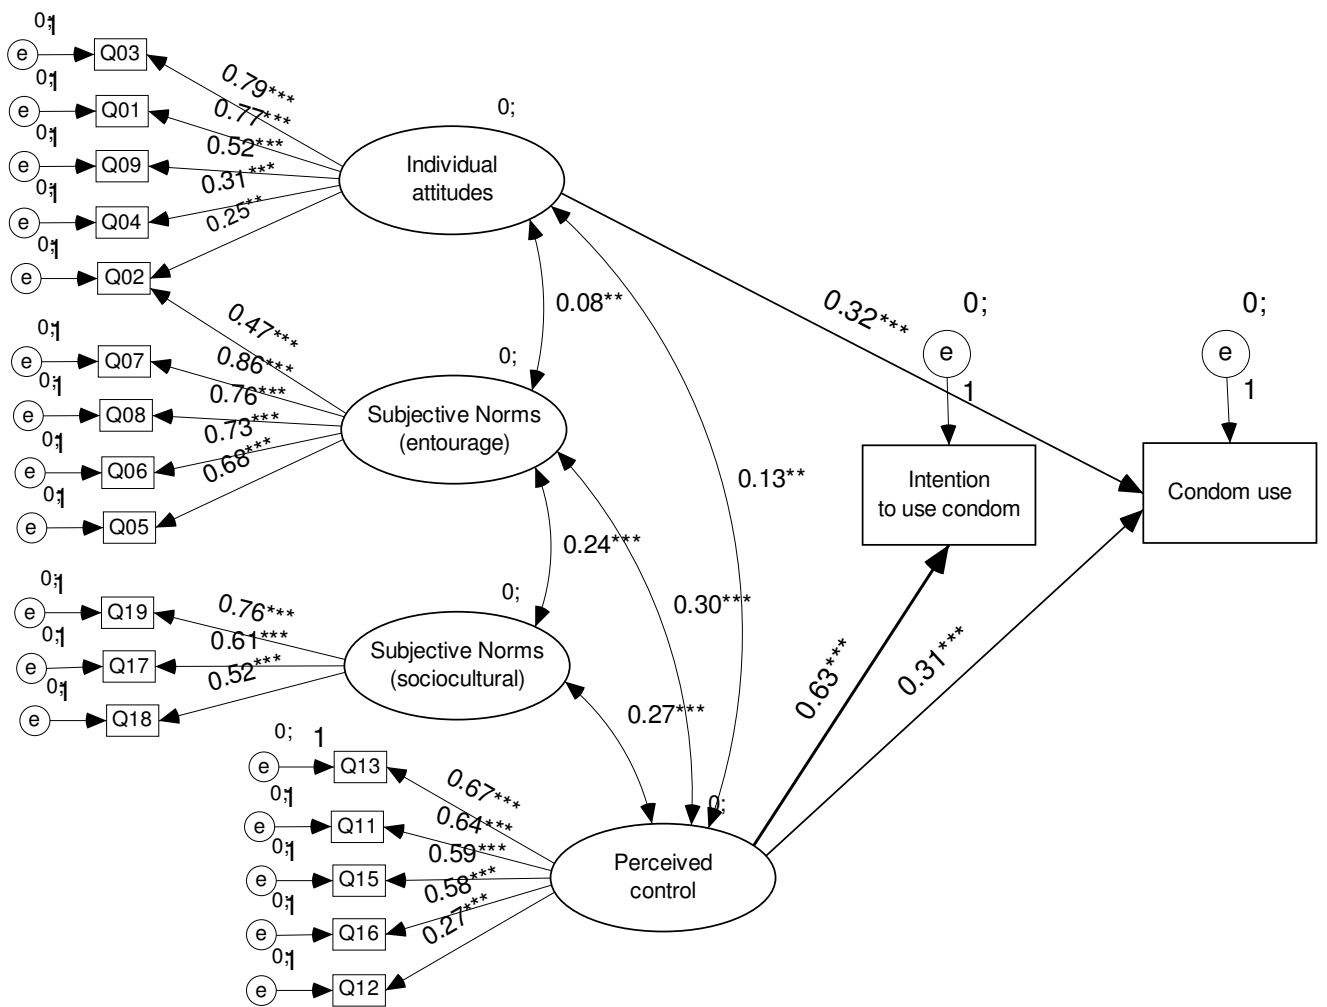 0; 1
e Q03
0.79***
0; 1
e Q01
0.77***
0; 1
e Q09
0.52***
0; 1
e Q04
0.31***
0; 1
e Q02
0.25**
0;
Individual
attitudes
0.47***
0; 1
e Q07
0.86***
0; 1
e Q08
0.76***
0; 1
e Q06
0.73***
0; 1
e Q05
0.68***
0;
Subjective Norms
(entourage)
0.08**
0.32***
0;
e
1
Intention
to use condom
0;
e
1
Condom use
0.13**
0.24***
0.30***
0.27***
0; 1
e Q19
0.76***
0; 1
e Q17
0.61***
0; 1
e Q18
0.52***
0;
Subjective Norms
(sociocultural)
0.63***
0.31***
0; 1
e Q13
0.67***
0; 1
e Q11
0.64***
0; 1
e Q15
0.59***
0; 1
e Q16
0.58***
0; 1
e Q12
0.27***
0;
Perceived
control